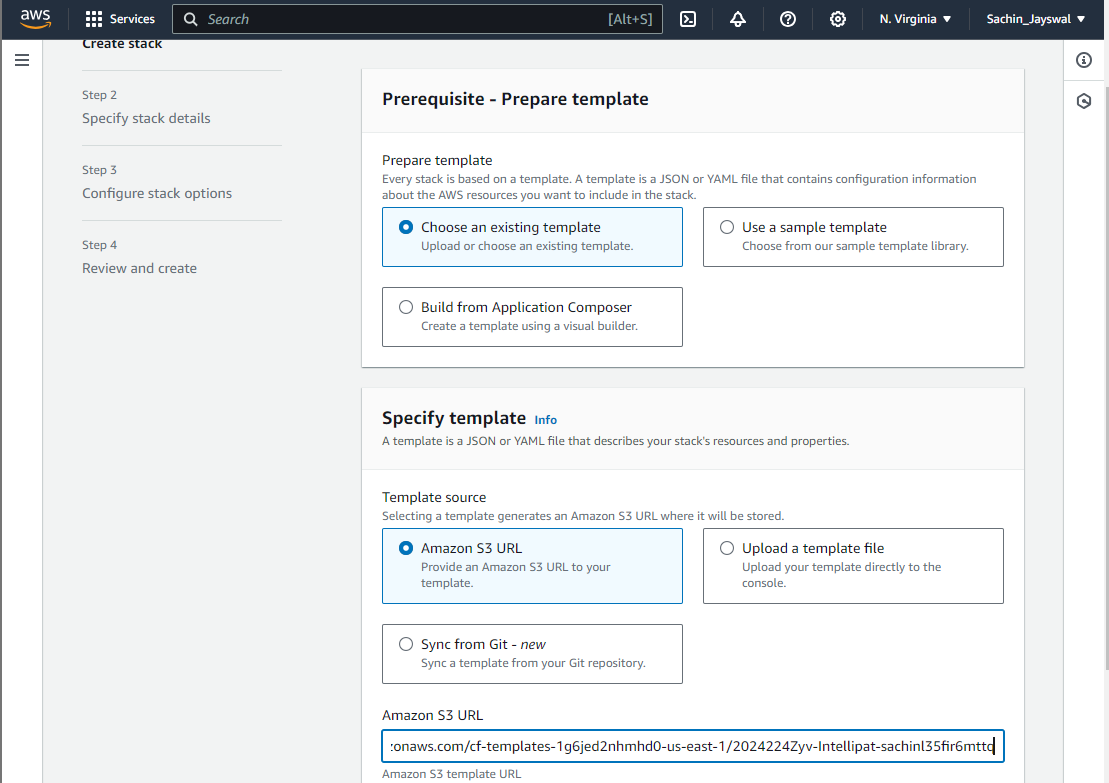 aws
Services
Search
[Alt+S]
N. Virginia
Sachin_Jayswal
Create stack
Step 2
Specify stack details
Step 3
Configure stack options
Step 4
Review and create
Prerequisite - Prepare template
Prepare template
Every stack is based on a template. A template is a JSON or YAML file that contains configuration information
about the AWS resources you want to include in the stack.
Choose an existing template
Upload or choose an existing template.
Use a sample template
Choose from our sample template library.
Build from Application Composer
Create a template using a visual builder.
Specify template Info
A template is a JSON or YAML file that describes your stack's resources and properties.
Template source
Selecting a template generates an Amazon S3 URL where it will be stored.
Amazon S3 URL
Provide an Amazon S3 URL to your
template.
Upload a template file
Upload your template directly to the
console.
Sync from Git - new
Sync a template from your Git repository.
Amazon S3 URL
zonaws.com/cf-templates-1g6jed2nhmhd0-us-east-1/2024224Zyv-Intellipat-sachinl35fir6mttq
Amazon S3 template URL